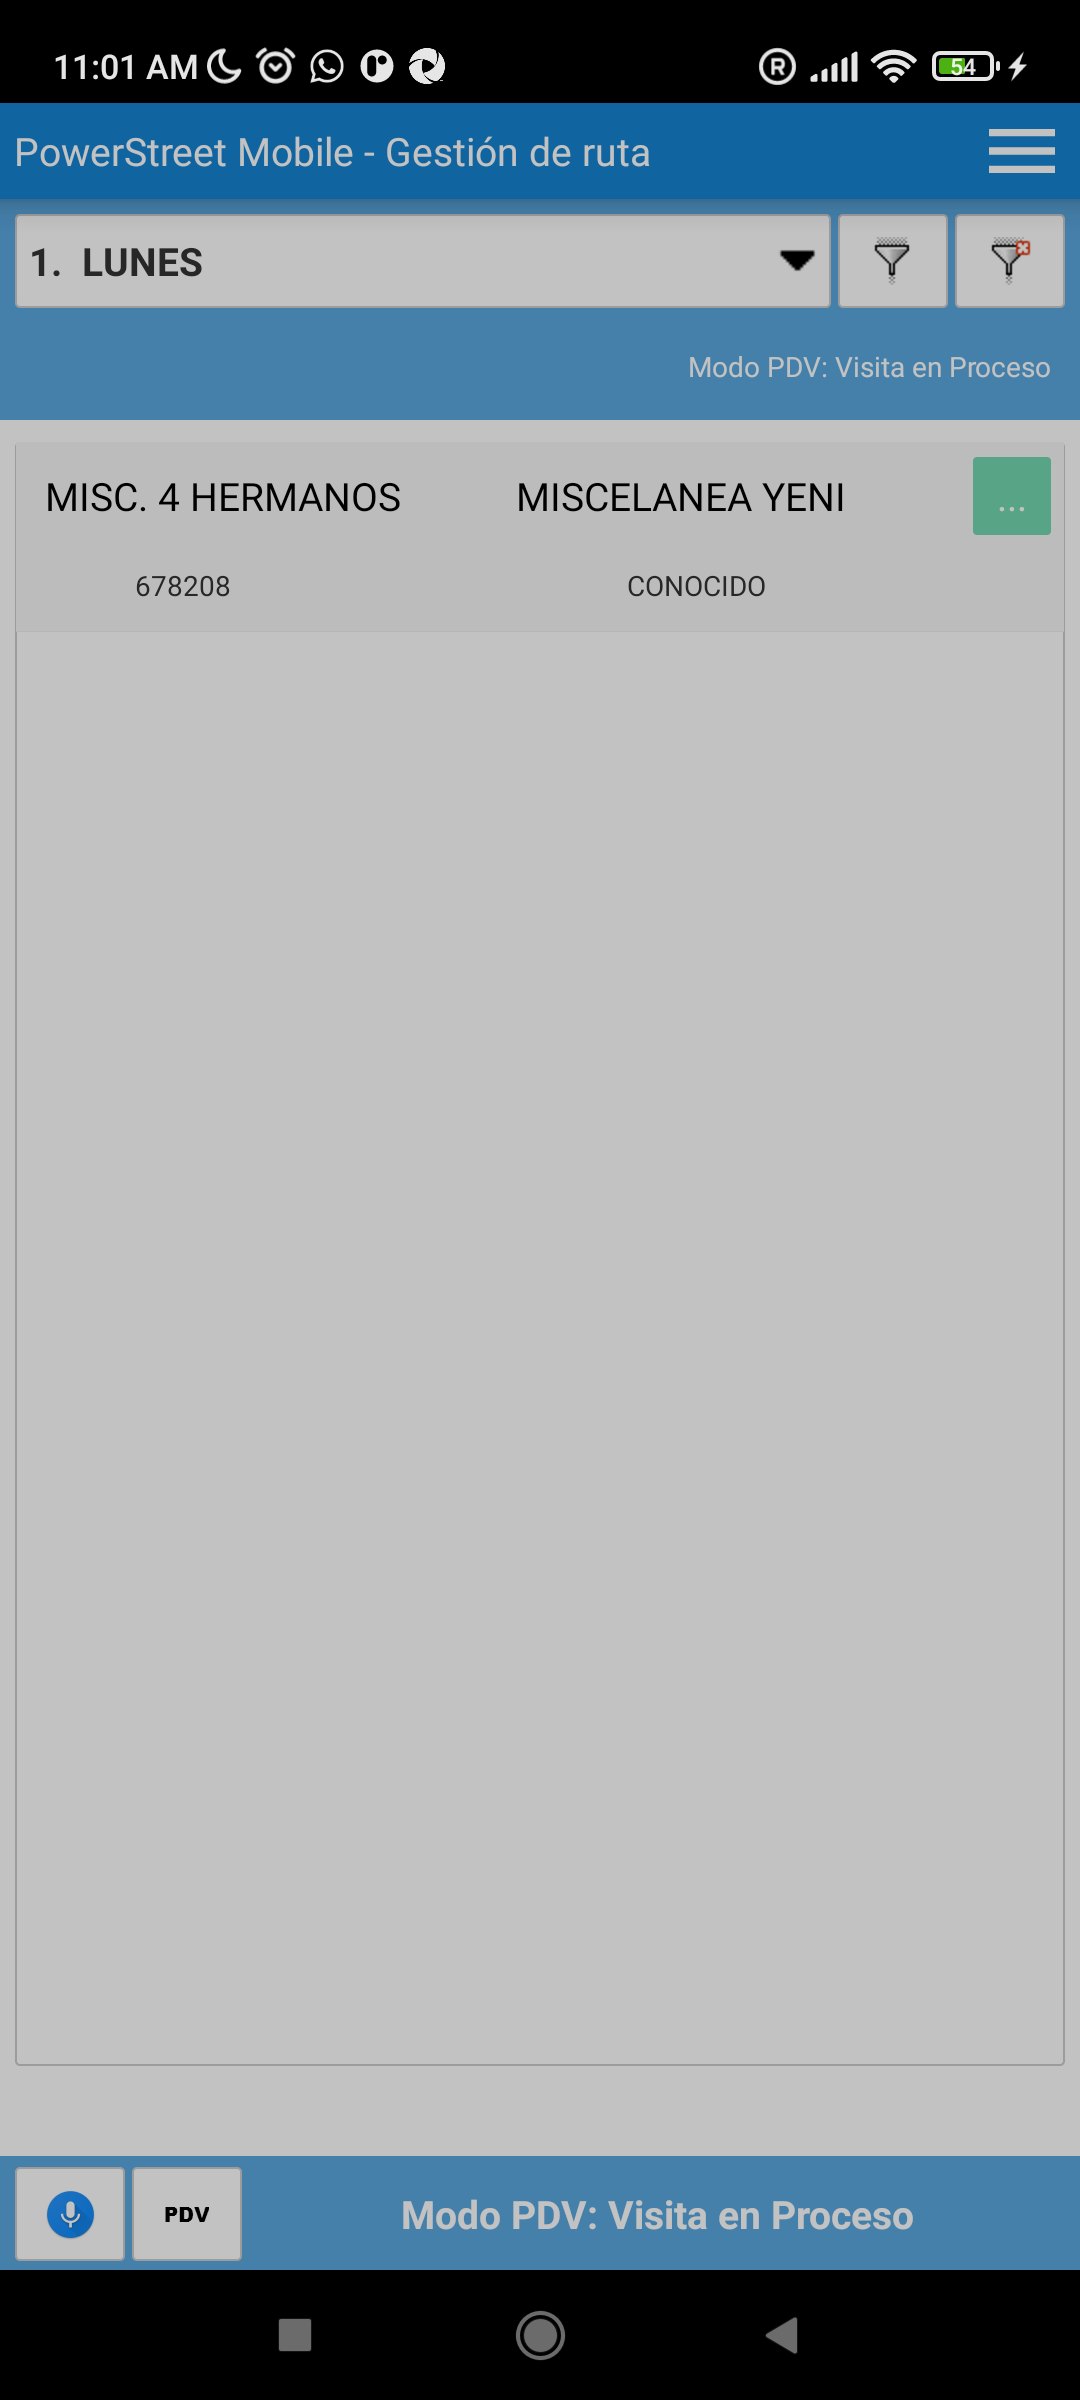 11:01 AM
R
54
PowerStreet Mobile - Gestión de ruta
1. LUNES
Modo PDV: Visita en Proceso
MISC. 4 HERMANOS MISCELANEA YENI ...
678208 CONOCIDO
PDV Modo PDV: Visita en Proceso